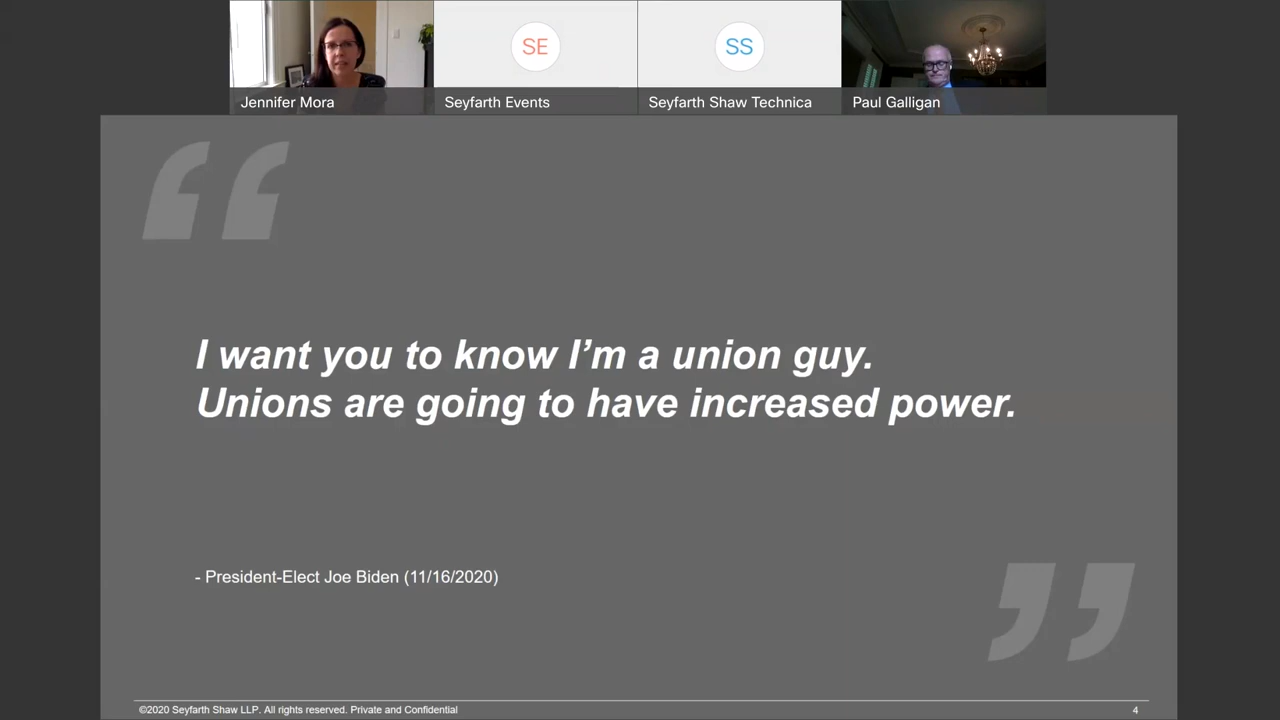 SE
SS
Jennifer Mora
Seyfarth Events
Seyfarth Shaw Technica
Paul Galligan
“
I want you to know I’m a union guy.
Unions are going to have increased power.
- President-Elect Joe Biden (11/16/2020)
”
©2020 Seyfarth Shaw LLP. All rights reserved. Private and Confidential
4